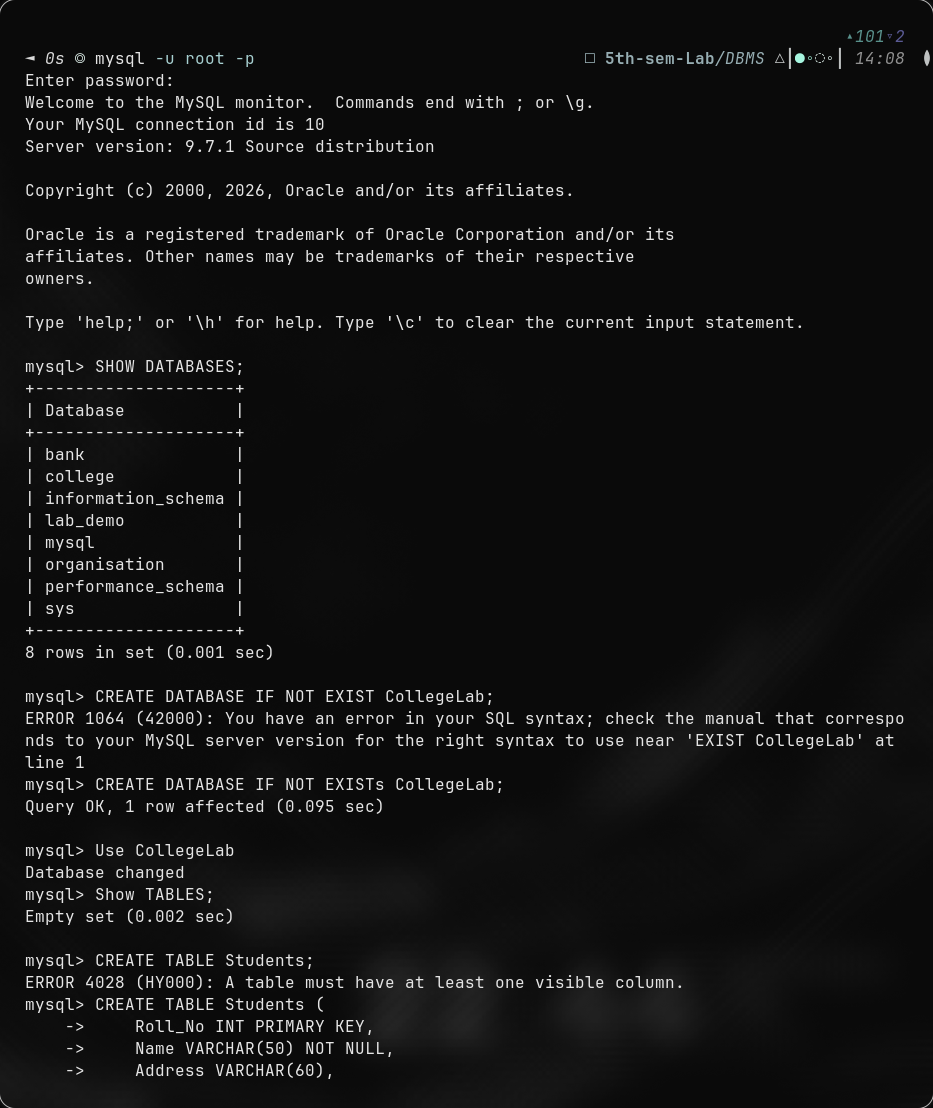 ▴101▿2
◄ 0s ◎ mysql -u root -p □ 5th-sem-Lab/DBMS △ 14:08
Enter password:
Welcome to the MySQL monitor.  Commands end with ; or \g.
Your MySQL connection id is 10
Server version: 9.7.1 Source distribution

Copyright (c) 2000, 2026, Oracle and/or its affiliates.

Oracle is a registered trademark of Oracle Corporation and/or its
affiliates. Other names may be trademarks of their respective
owners.

Type 'help;' or '\h' for help. Type '\c' to clear the current input statement.

mysql> SHOW DATABASES;
+--------------------+
| Database           |
+--------------------+
| bank               |
| college            |
| information_schema |
| lab_demo           |
| mysql              |
| organisation       |
| performance_schema |
| sys                |
+--------------------+
8 rows in set (0.001 sec)

mysql> CREATE DATABASE IF NOT EXIST CollegeLab;
ERROR 1064 (42000): You have an error in your SQL syntax; check the manual that correspo
nds to your MySQL server version for the right syntax to use near 'EXIST CollegeLab' at
line 1
mysql> CREATE DATABASE IF NOT EXISTs CollegeLab;
Query OK, 1 row affected (0.095 sec)

mysql> Use CollegeLab
Database changed
mysql> Show TABLES;
Empty set (0.002 sec)

mysql> CREATE TABLE Students;
ERROR 4028 (HY000): A table must have at least one visible column.
mysql> CREATE TABLE Students (
    ->     Roll_No INT PRIMARY KEY,
    ->     Name VARCHAR(50) NOT NULL,
    ->     Address VARCHAR(60),